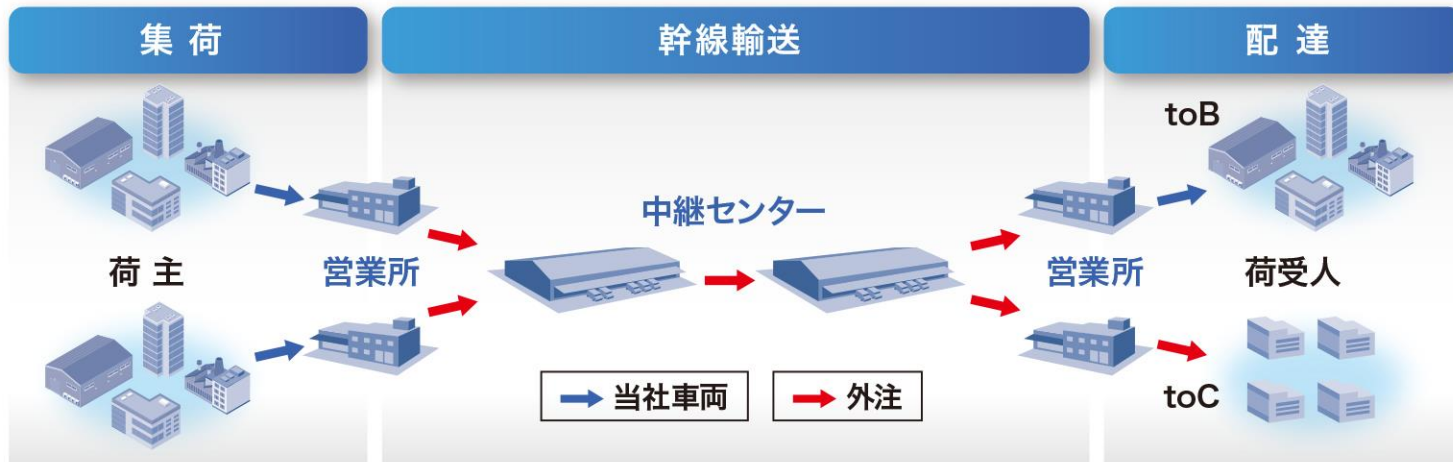 集荷
幹線輸送
配達
toB
中継センター
荷主
営業所
営業所
荷受人
toC
当社車両
外注